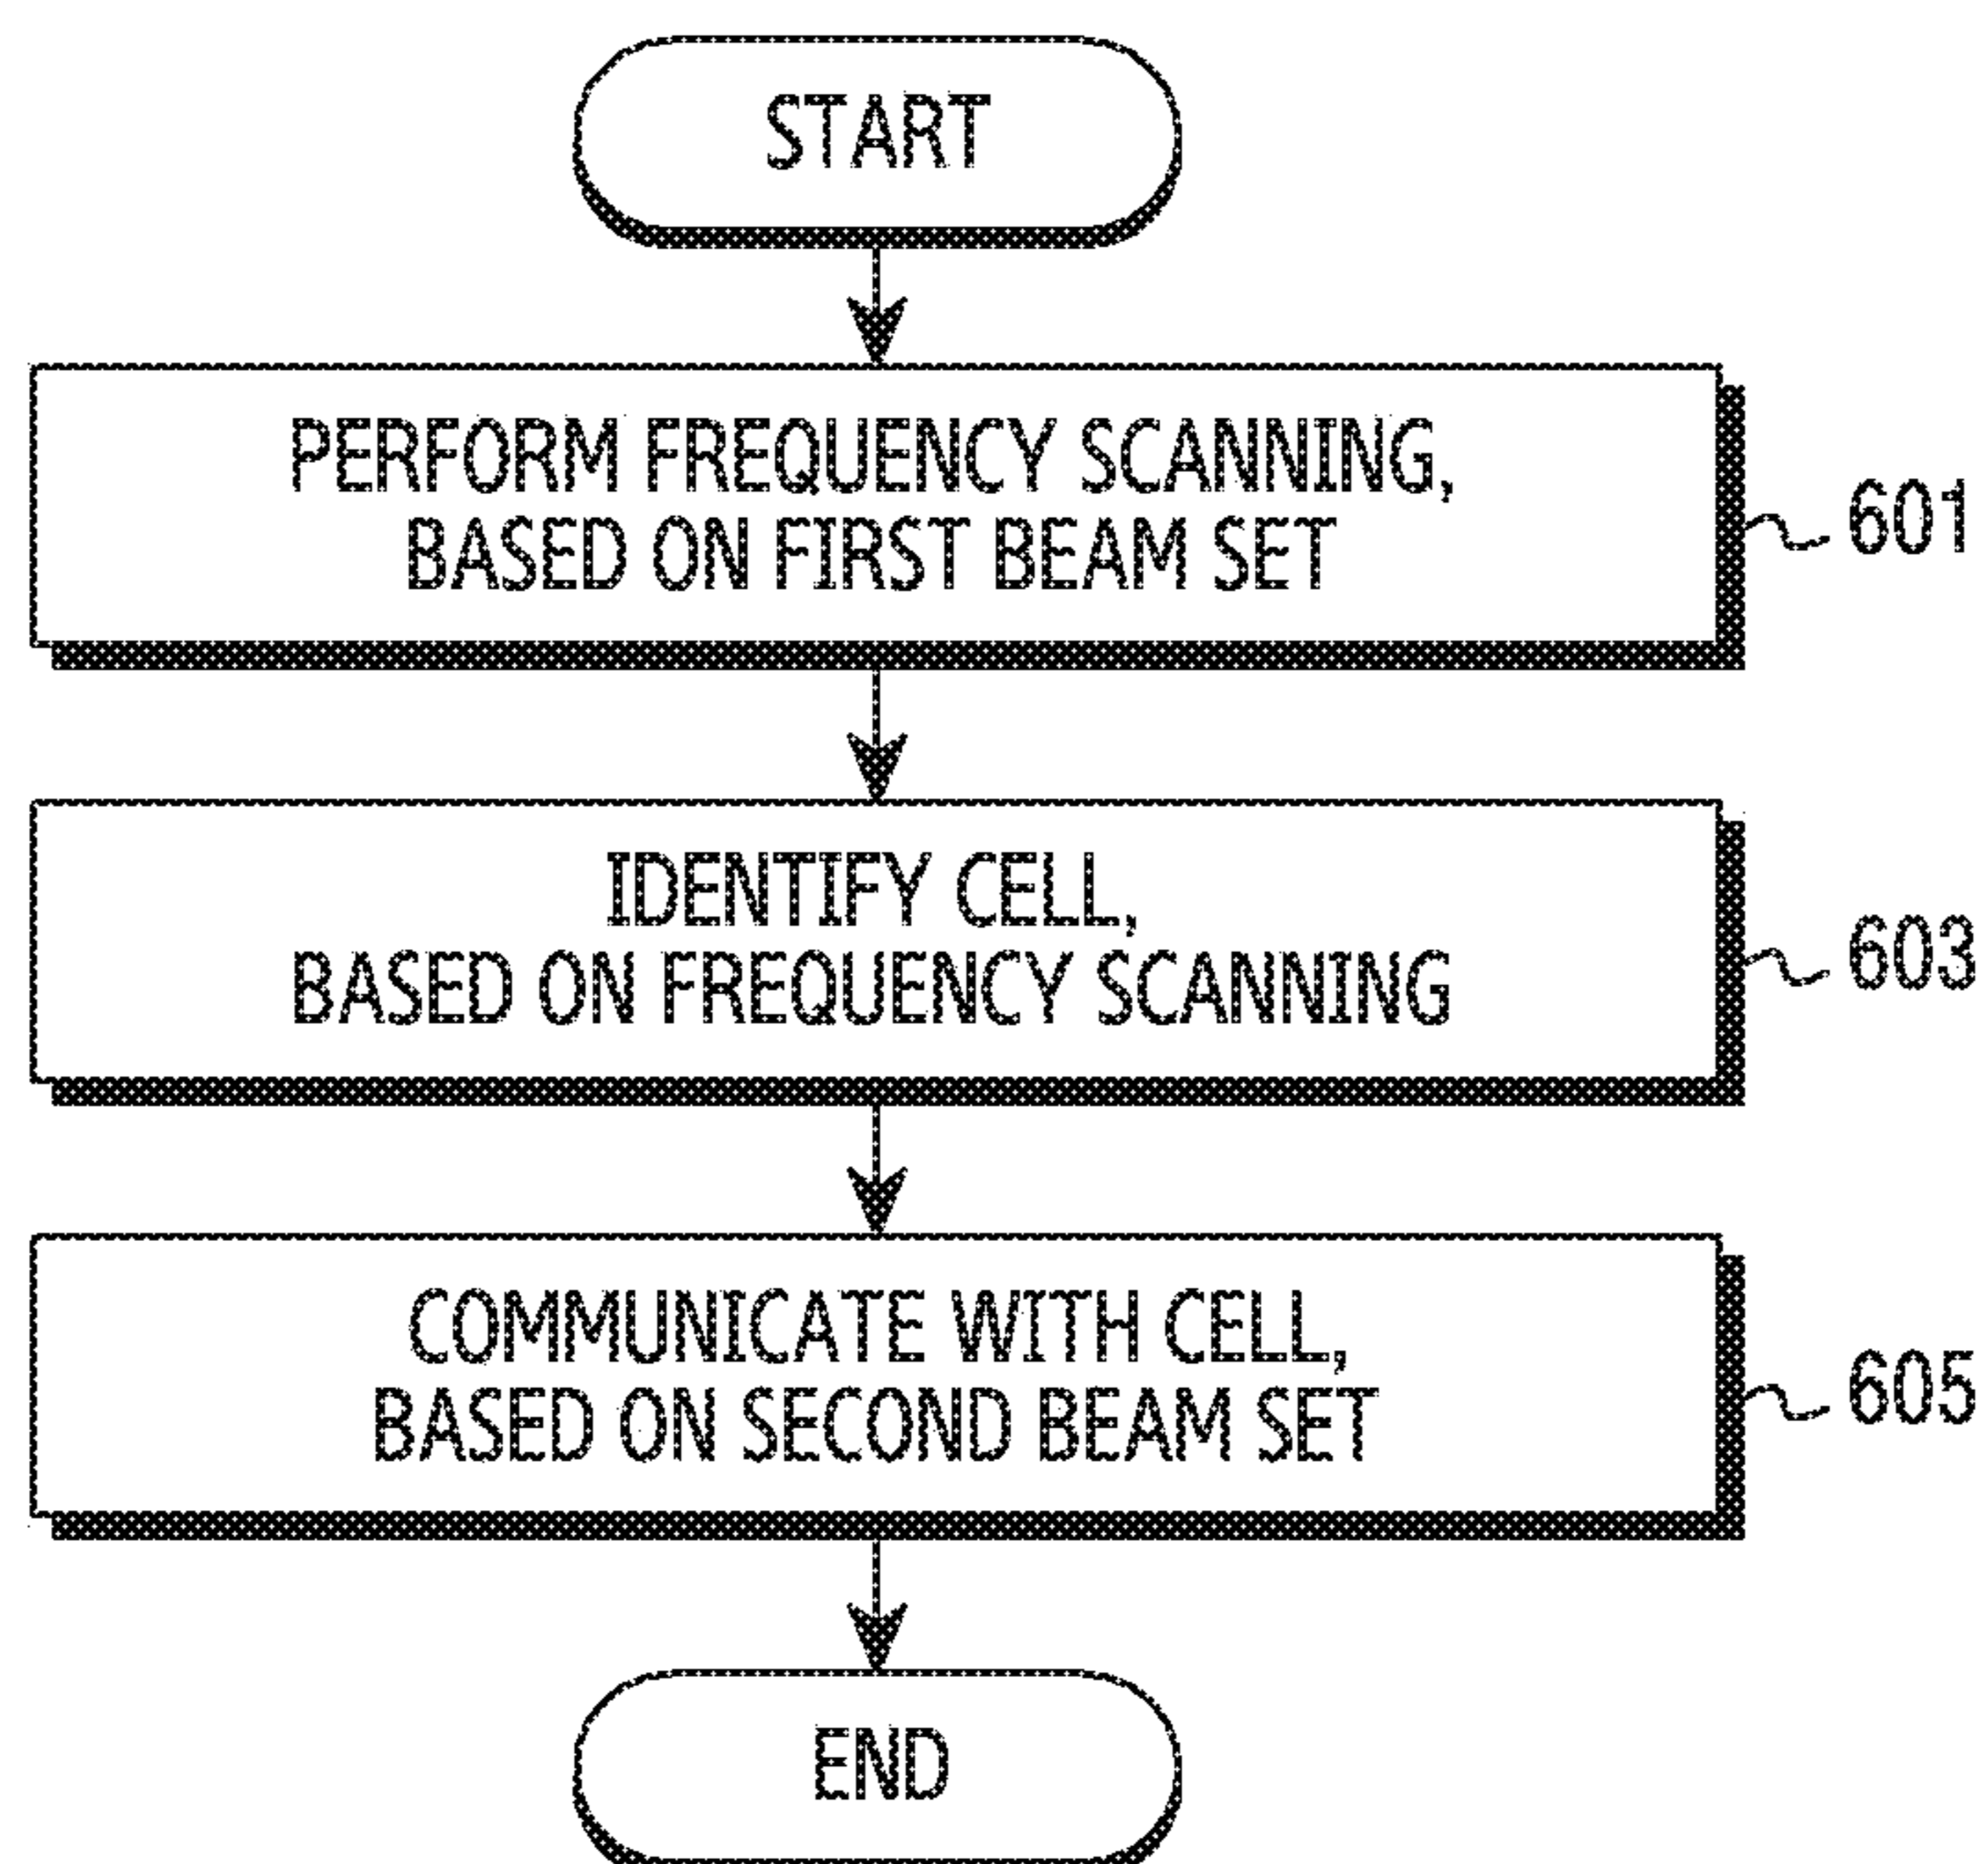 START
PERFORM FREQUENCY SCANNING,
BASED ON FIRST BEAM SET
601
IDENTIFY CELL,
BASED ON FREQUENCY SCANNING
603
COMMUNICATE WITH CELL,
BASED ON SECOND BEAM SET
605
END